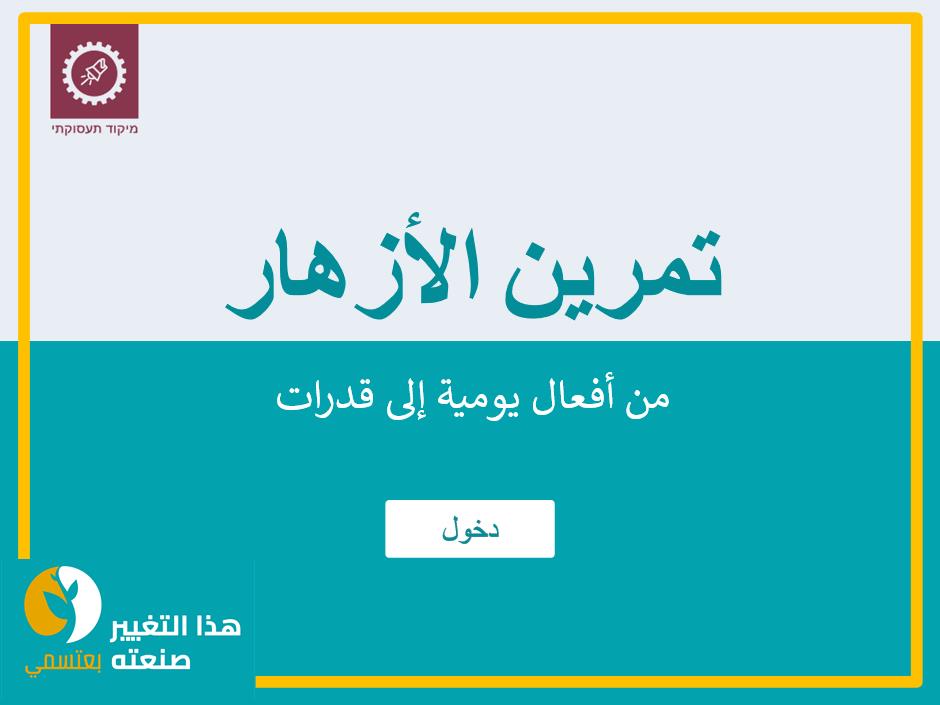 מיקוד תעסוקתי
تمرين الأزهار
من أفعال يومية إلى قدرات
دخول
هذا التغيير
صنعته بعتسمي